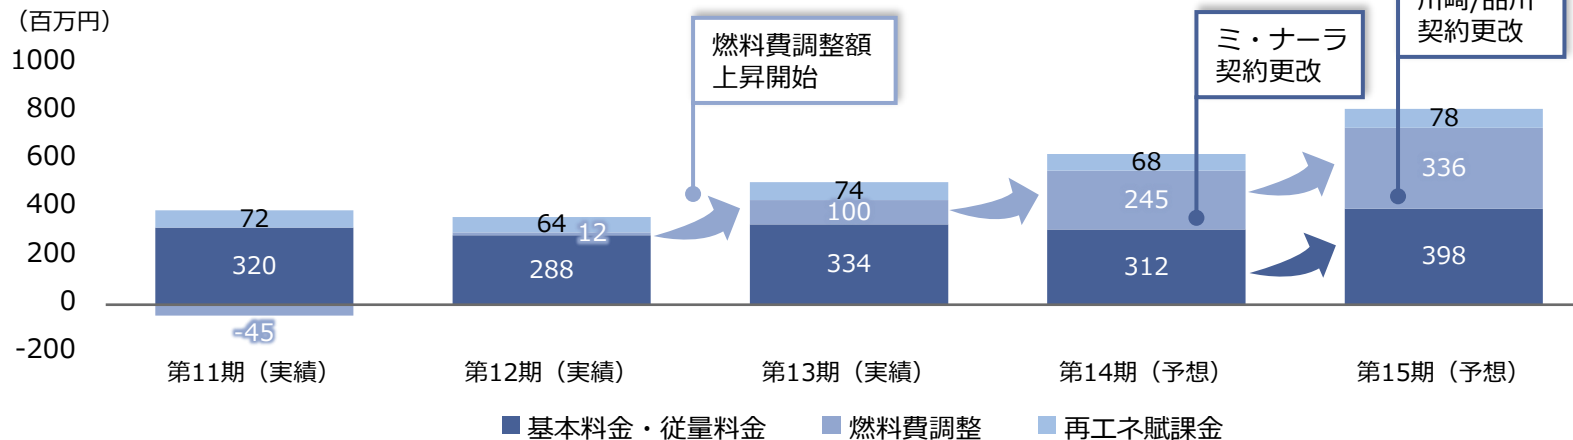 （百万円）
川崎/品川
契約更改
ミ・ナーラ
契約更改
燃料費調整額
上昇開始
1000
800
600
400
200
0
-200
72
320
-45
64
12
288
74
100
334
68
245
312
78
336
398
第11期（実績）
第12期（実績）
第13期（実績）
第14期（予想）
第15期（予想）
基本料金・従量料金
燃料費調整
再エネ賦課金